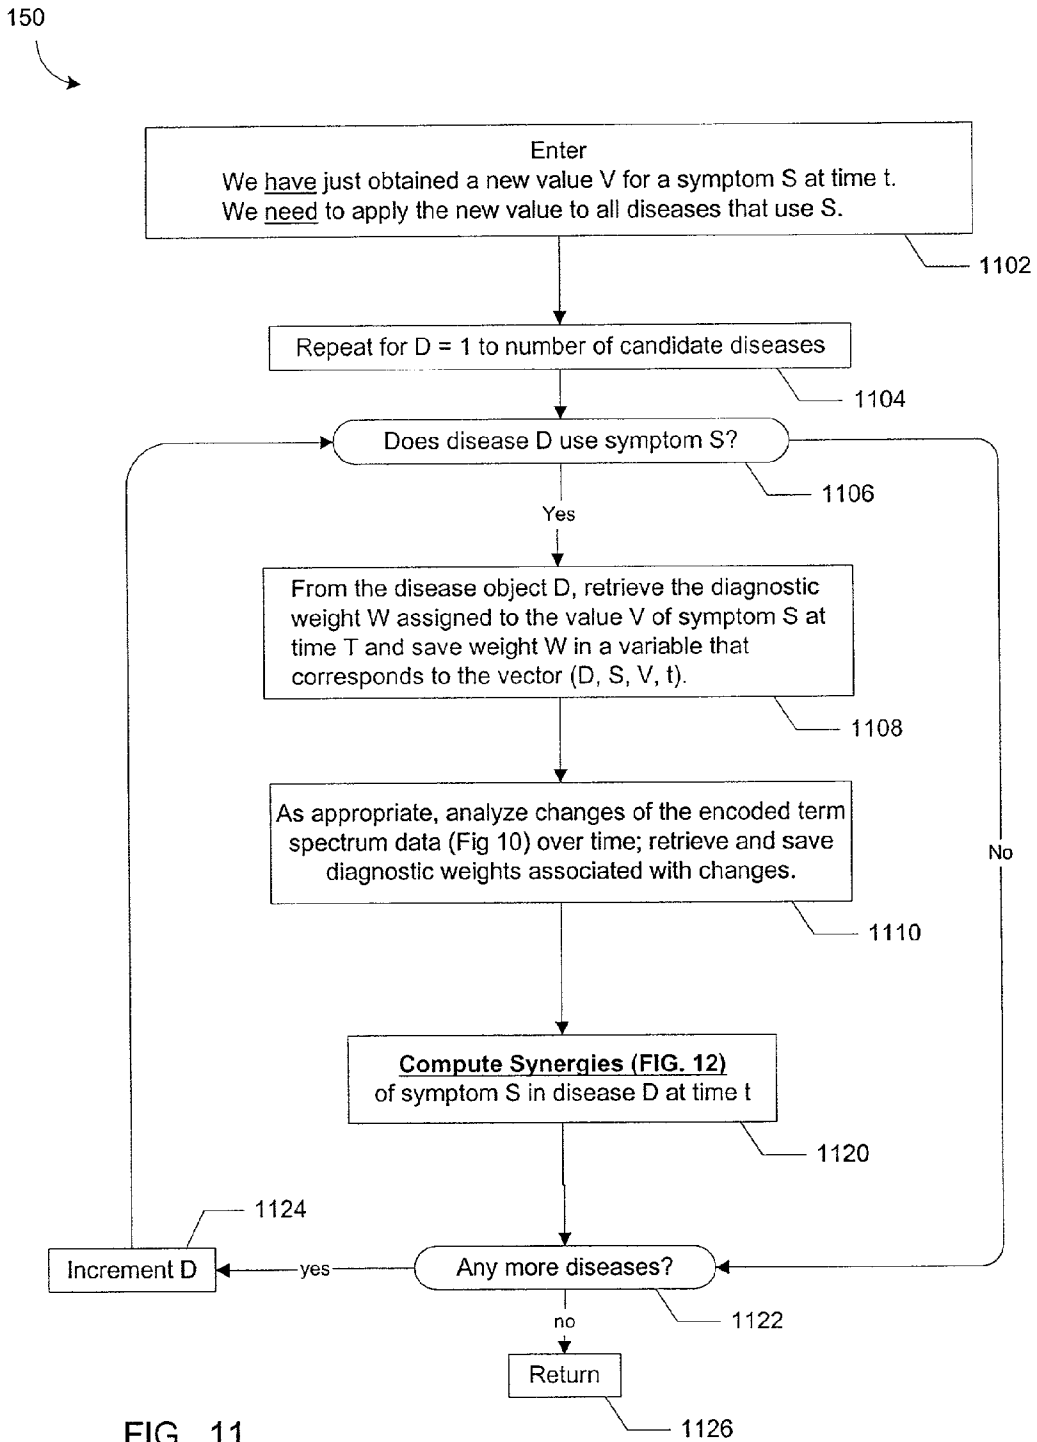 150
Enter
We have just obtained a new value V for a symptom S at time t.
We need to apply the new value to all diseases that use S.
1102
Repeat for D = 1 to number of candidate diseases
1104
Does disease D use symptom S?
1106
Yes
From the disease object D, retrieve the diagnostic
weight W assigned to the value V of symptom S at
time T and save weight W in a variable that
corresponds to the vector (D, S, V, t).
1108
As appropriate, analyze changes of the encoded term
spectrum data (Fig 10) over time; retrieve and save
diagnostic weights associated with changes.
No
1110
Compute Synergies (FIG. 12)
of symptom S in disease D at time t
1120
1124
Increment D
yes
Any more diseases?
1122
no
Return
1126
FIG. 11